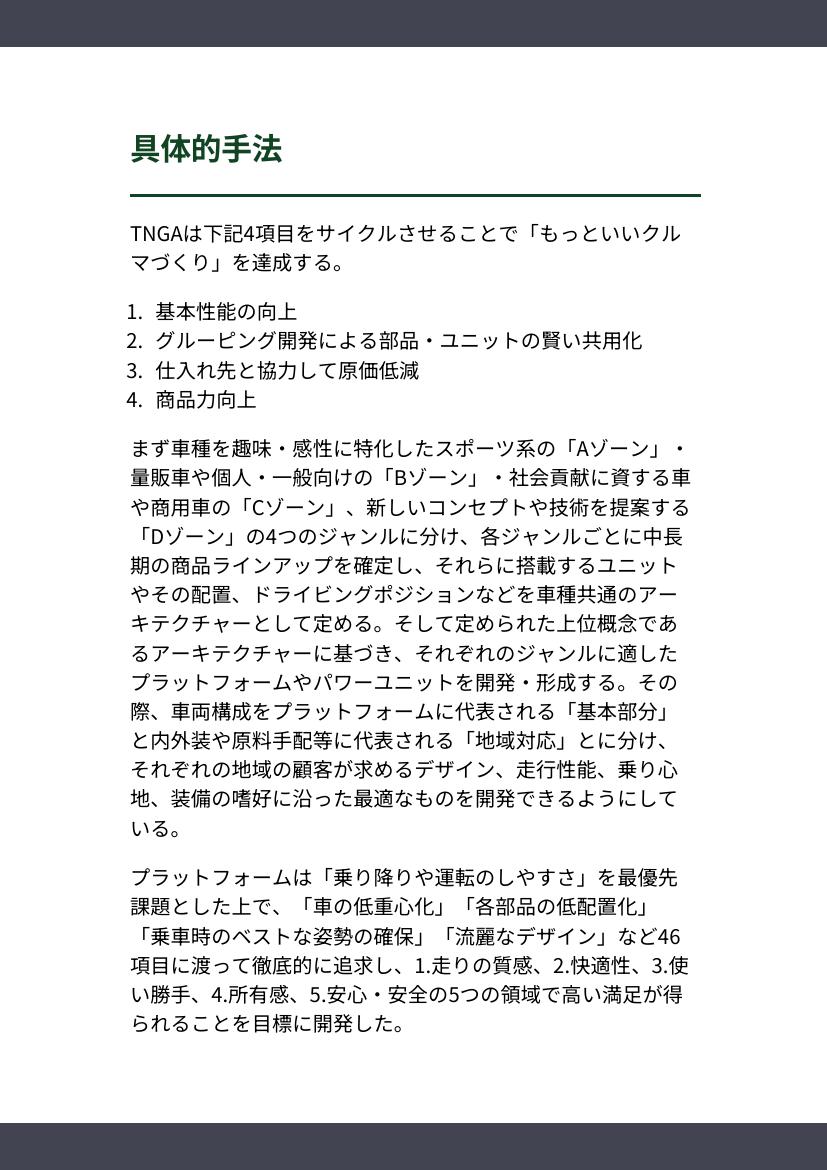 具体的手法
TNGAは下記4項目をサイクルさせることで「もっといいクル
マづくり」を達成する。
1. 基本性能の向上
2. グルーピング開発による部品・ユニットの賢い共用化
3. 仕入れ先と協力して原価低減
4. 商品力向上
まず車種を趣味・感性に特化したスポーツ系の「Aゾーン」・
量販車や個人・一般向けの「Bゾーン」・社会貢献に資する車
や商用車の「Cゾーン」、新しいコンセプトや技術を提案する
「Dゾーン」の4つのジャンルに分け、各ジャンルごとに中長
期の商品ラインアップを確定し、それらに搭載するユニット
やその配置、ドライビングポジションなどを車種共通のアー
キテクチャーとして定める。そして定められた上位概念であ
るアーキテクチャーに基づき、それぞれのジャンルに適した
プラットフォームやパワーユニットを開発・形成する。その
際、車両構成をプラットフォームに代表される「基本部分」
と内外装や原料手配等に代表される「地域対応」とに分け、
それぞれの地域の顧客が求めるデザイン、走行性能、乗り心
地、装備の嗜好に沿った最適なものを開発できるようにして
いる。
プラットフォームは「乗り降りや運転のしやすさ」を最優先
課題とした上で、「車の低重心化」「各部品の低配置化」
「乗車時のベストな姿勢の確保」「流麗なデザイン」など46
項目に渡って徹底的に追求し、1.走りの質感、2.快適性、3.使
い勝手、4.所有感、5.安心・安全の5つの領域で高い満足が得
られることを目標に開発した。